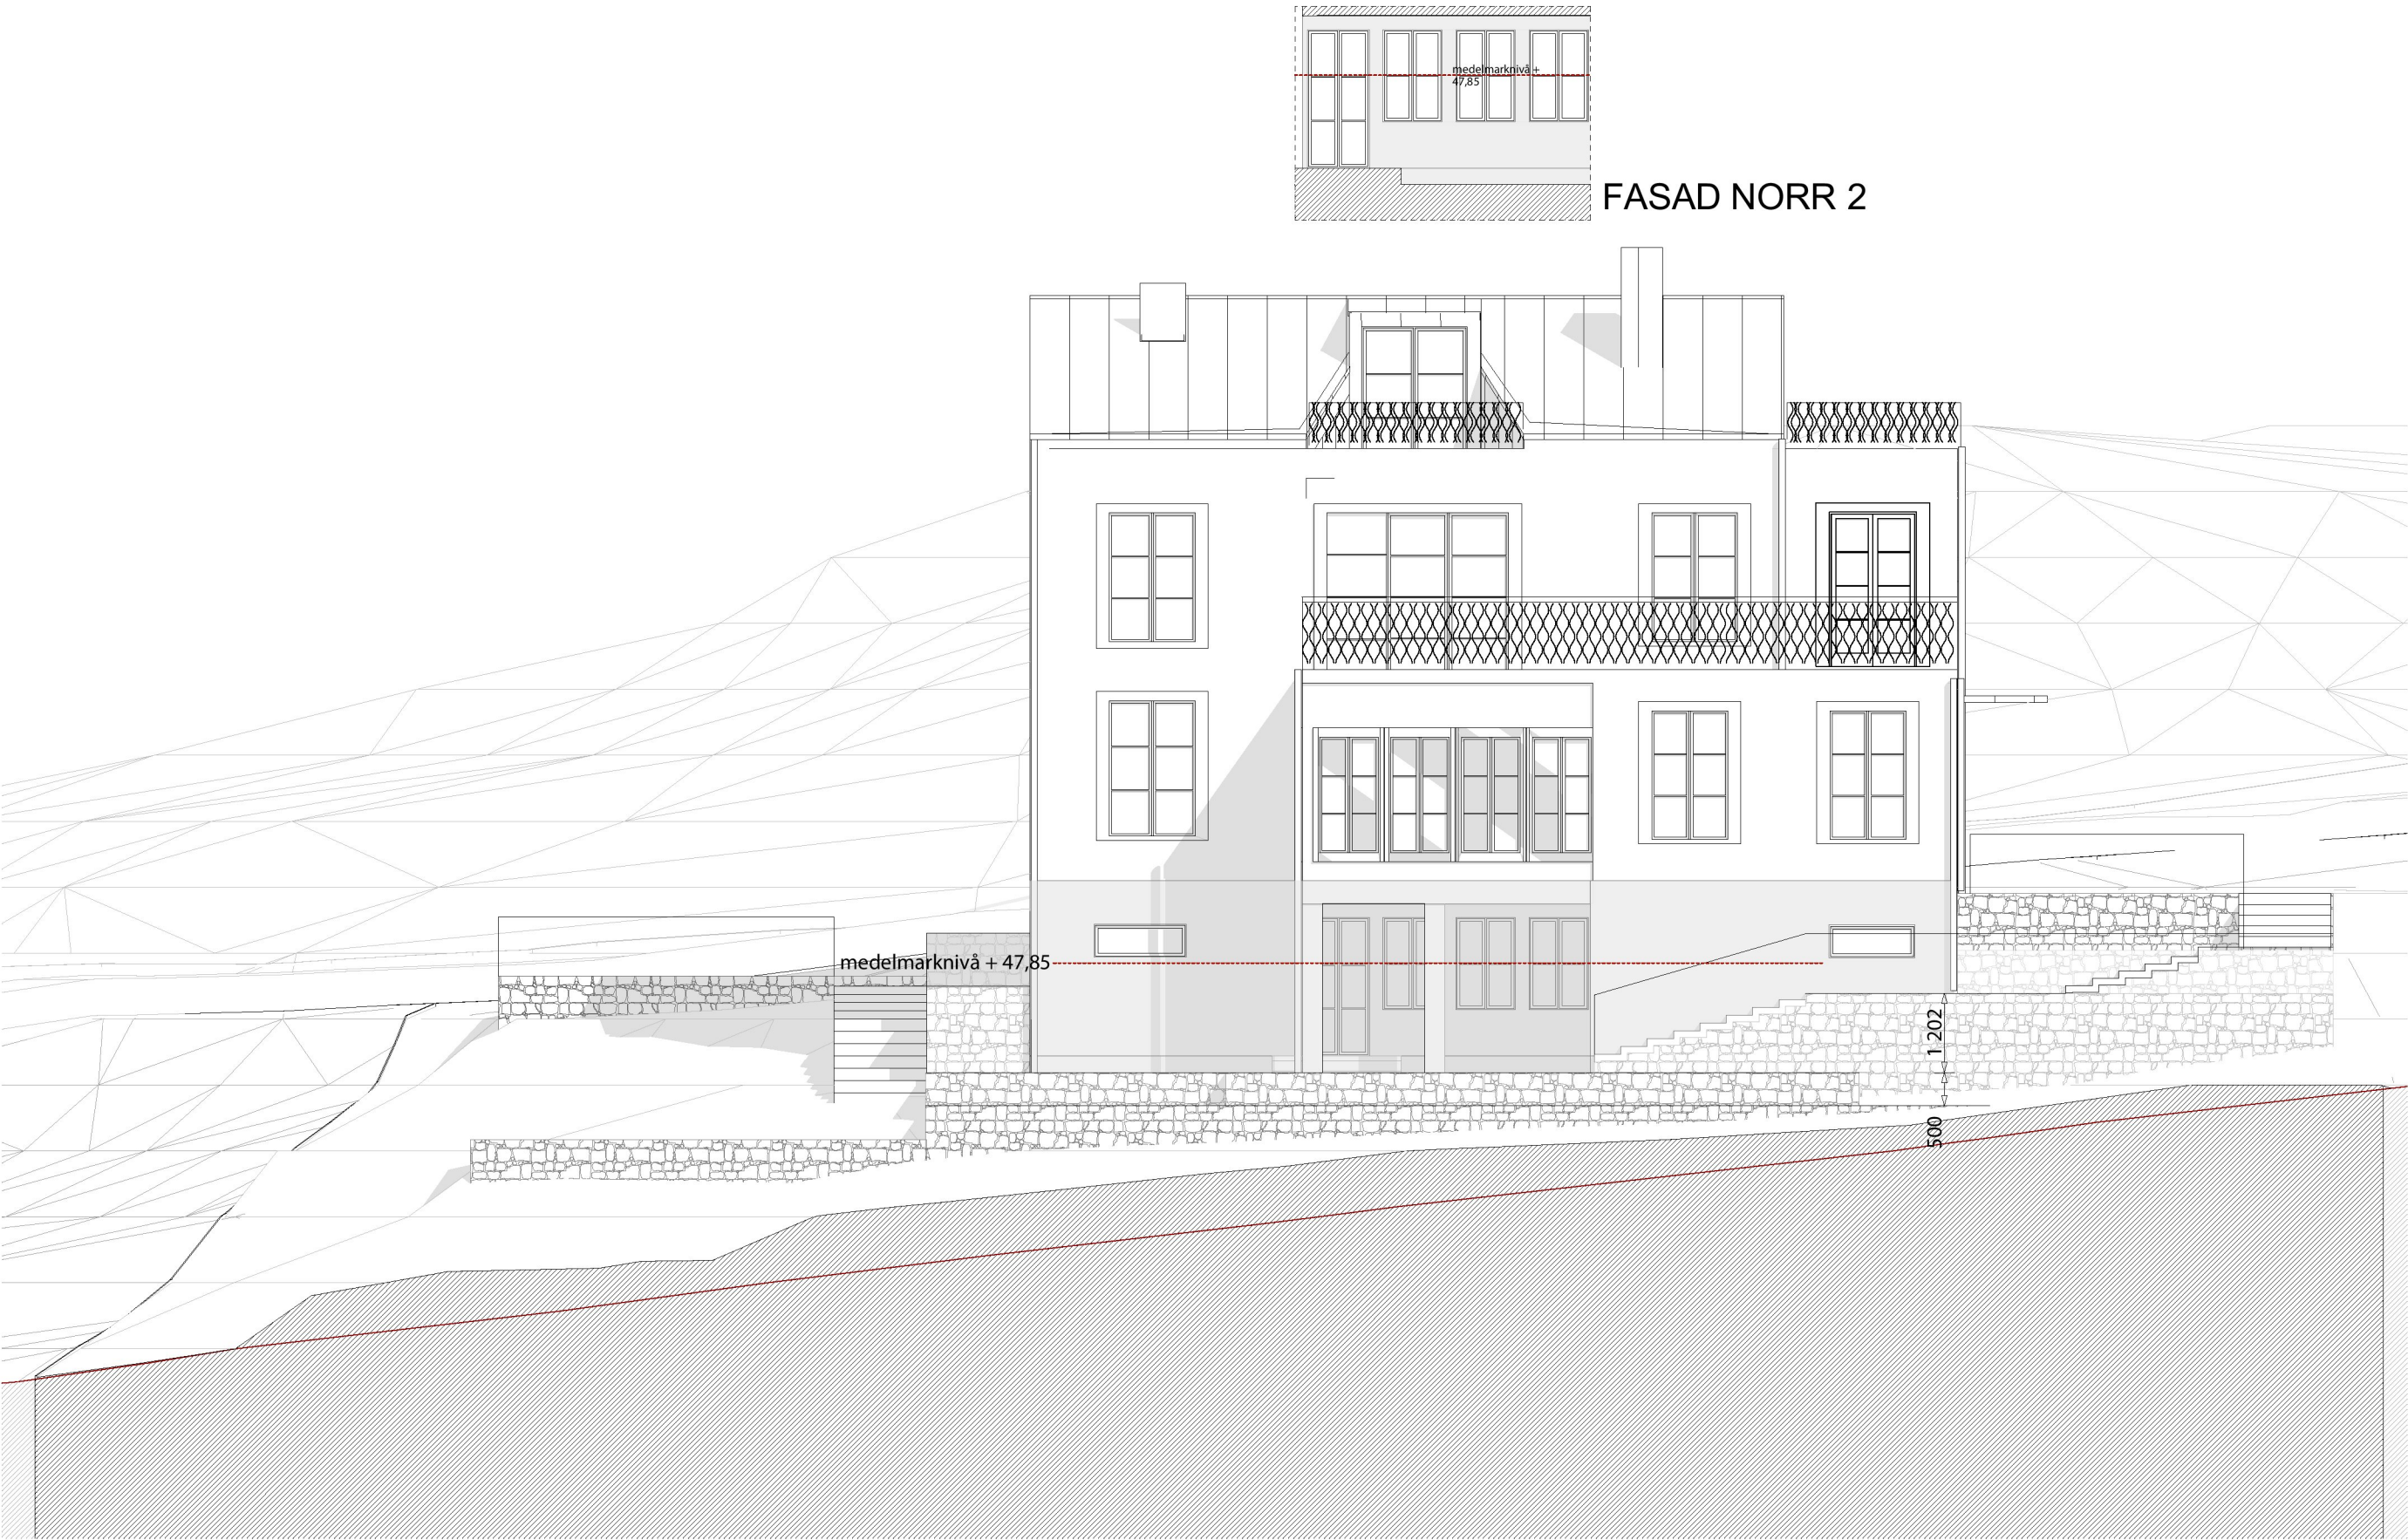 medelmarknivå +
47,85
FASAD NORR 2
medelmarknivå + 47,85
1 202
500